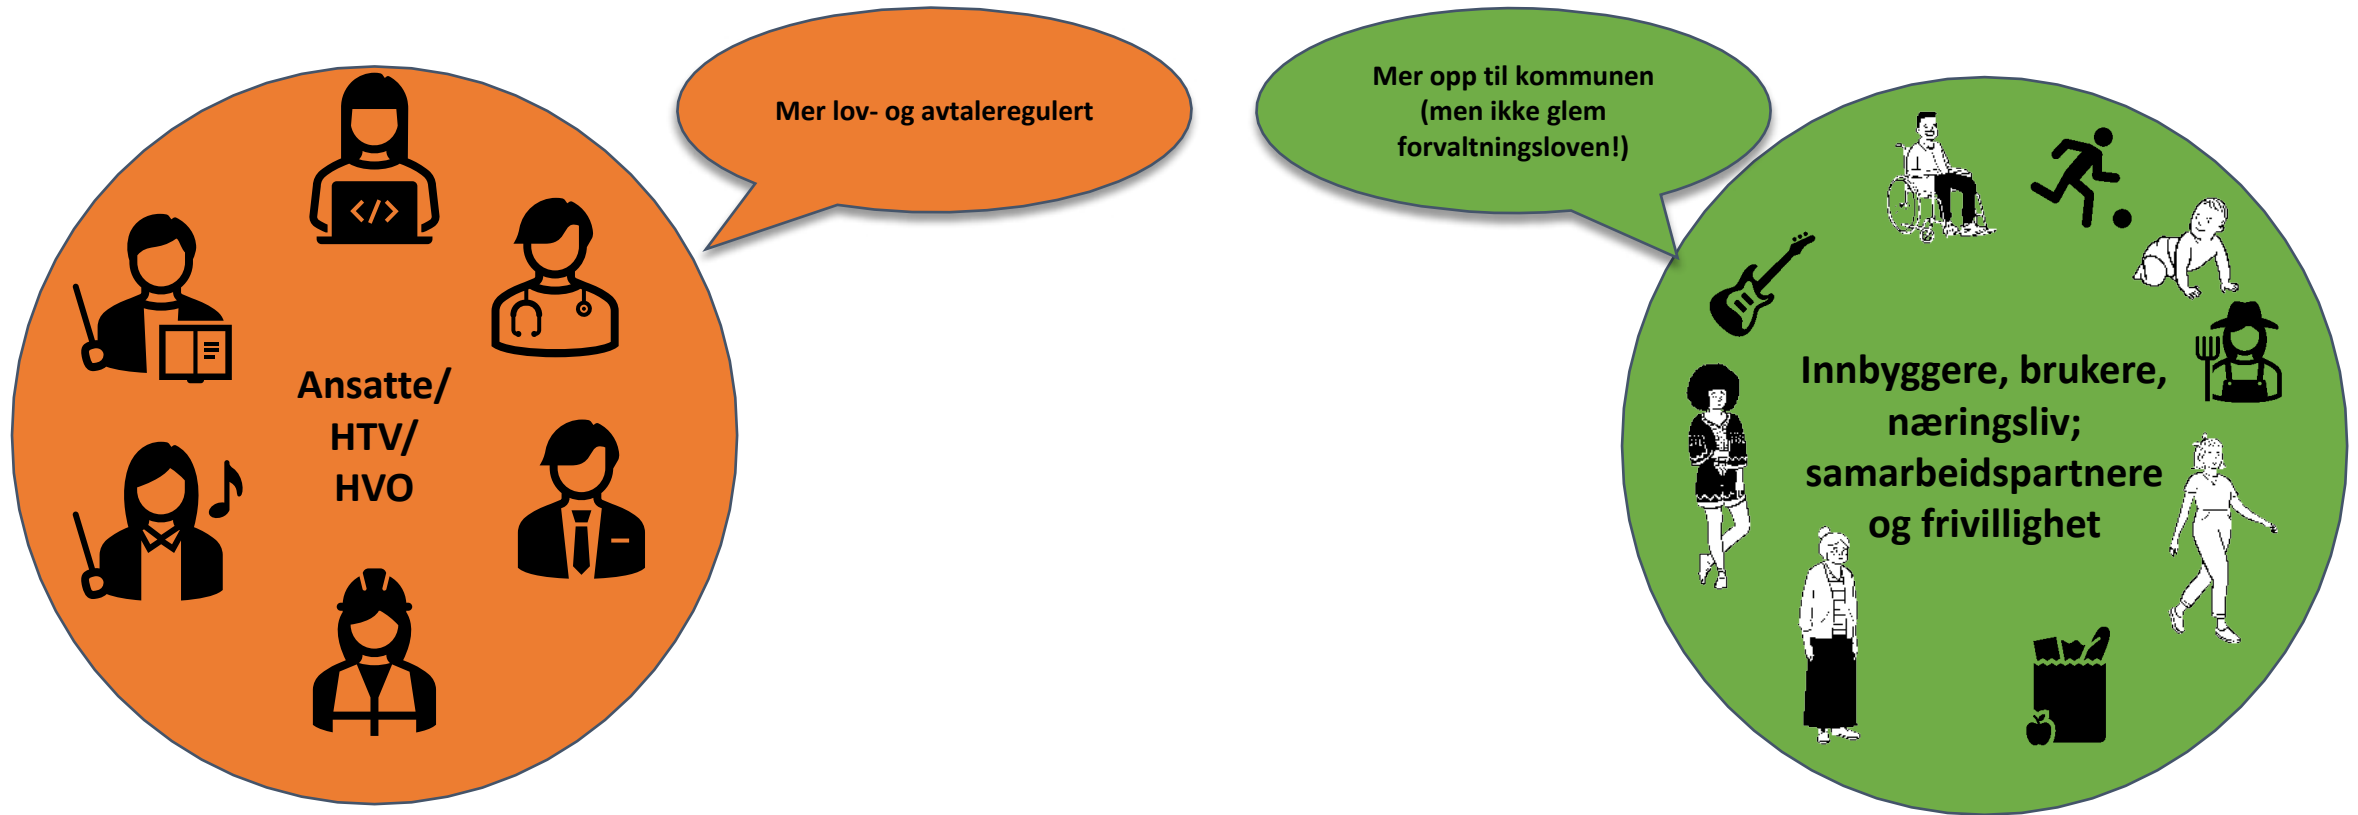 Mer lov- og avtaleregulert
Mer opp til kommunen
(men ikke glem
forvaltningsloven!)
</>
Ansatte/
HTV/
HVO
Innbyggere, brukere,
næringsliv;
samarbeidspartnere
og frivillighet